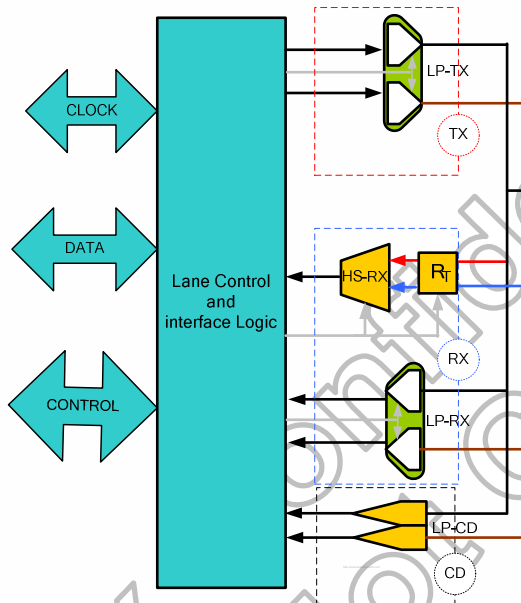 LP-TX
CLOCK
TX
DATA
HS-RX
RT
Lane Control
and
interface Logic
RX
CONTROL
LP-RX
LP-CD
CD